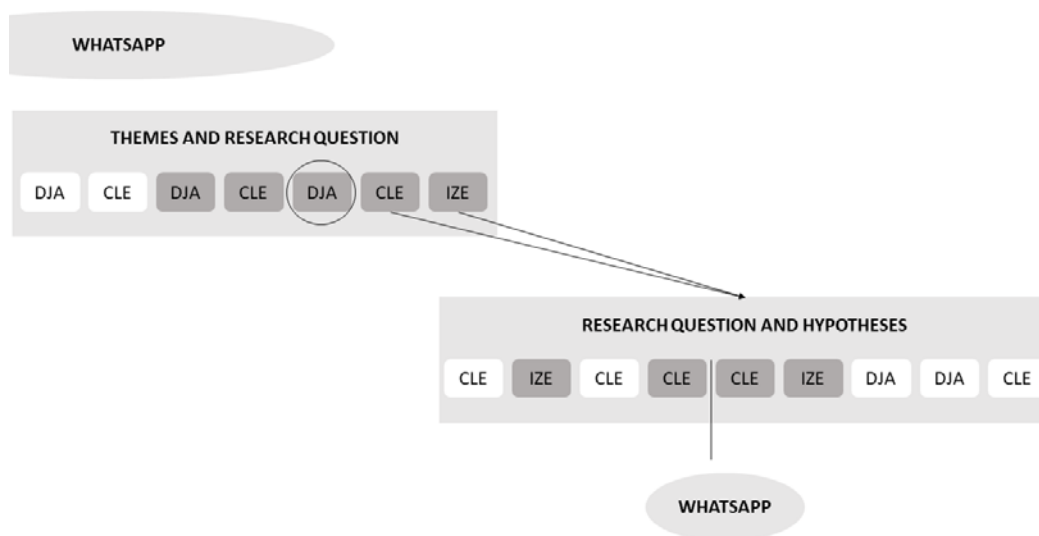 WHATSAPP
THEMES AND RESEARCH QUESTION
DJA CLE DJA CLE DJA CLE IZE
RESEARCH QUESTION AND HYPOTHESES
CLE IZE CLE CLE CLE IZE DJA DJA CLE
WHATSAPP